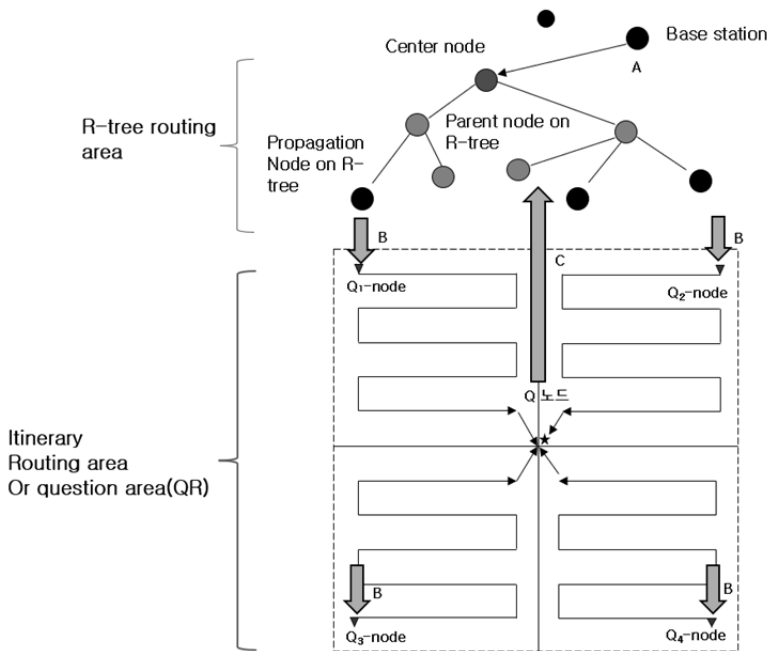 Base station
Center node
A
R-tree routing
area
Parent node on
R-tree
Propagation
Node on R-
tree
B
B
C
Q₁-node
Q₂-node
Q 노드
★
Itinerary
Routing area
Or question area(QR)
B
B
Q₃-node
Q₄-node